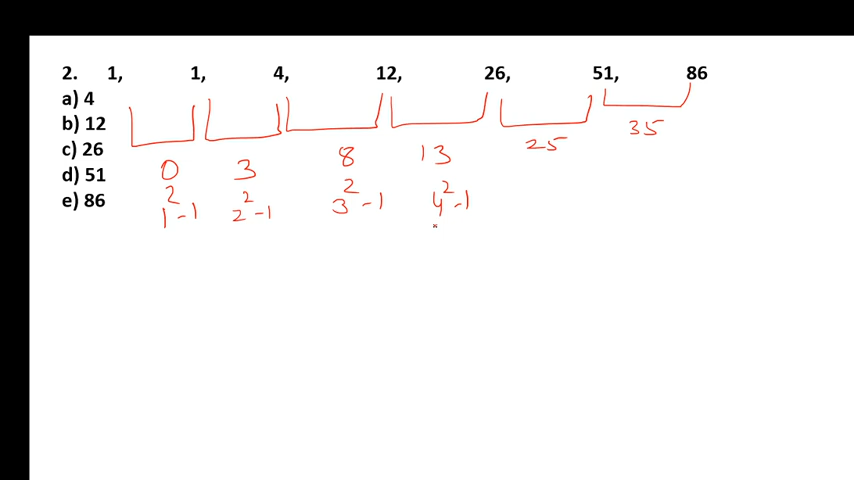 2. 1, 1, 4, 12, 26, 51, 86
a) 4
b) 12
c) 26
d) 51
e) 86
0 3 8 13 25 35
1²-1 2²-1 3²-1 4²-1